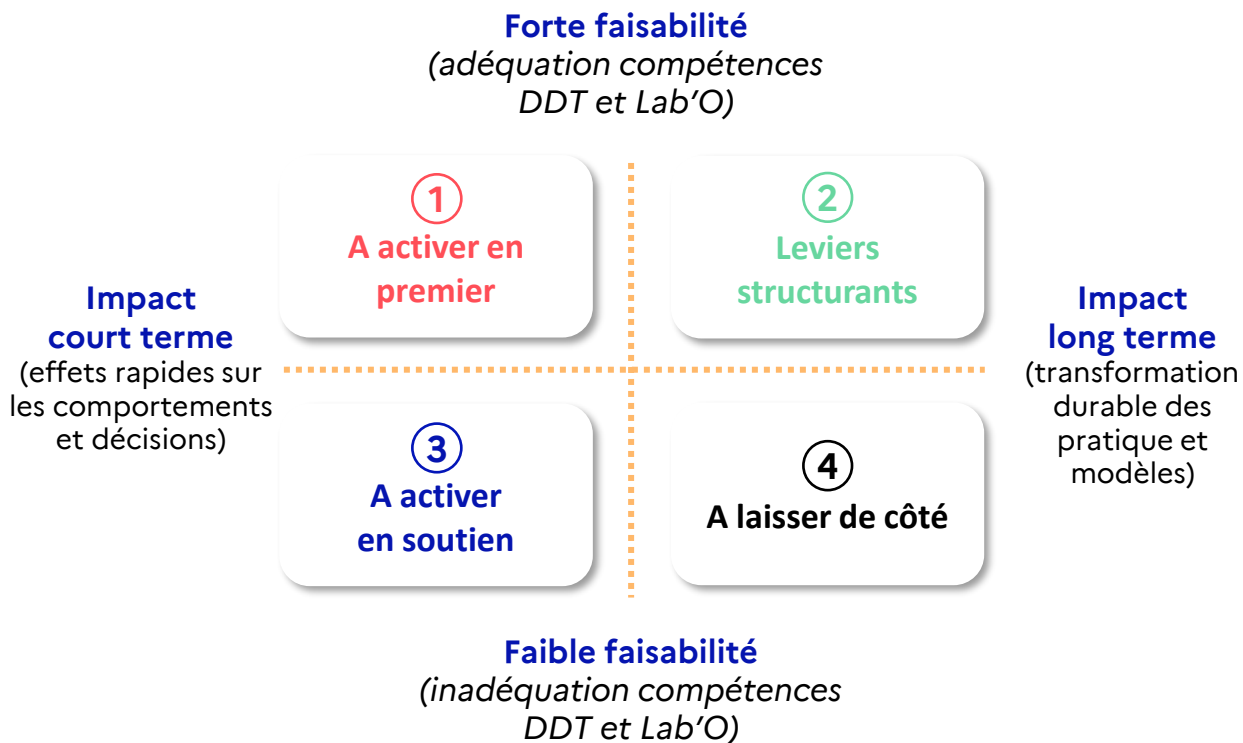 Forte faisabilité
(adéquation compétences
DDT et Lab’O)
1
A activer en
premier
2
Leviers
structurants
Impact
court terme
(effets rapides sur
les comportements
et décisions)
Impact
long terme
(transformation
durable des
pratique et
modèles)
3
A activer
en soutien
4
A laisser de côté
Faible faisabilité
(inadéquation compétences
DDT et Lab’O)